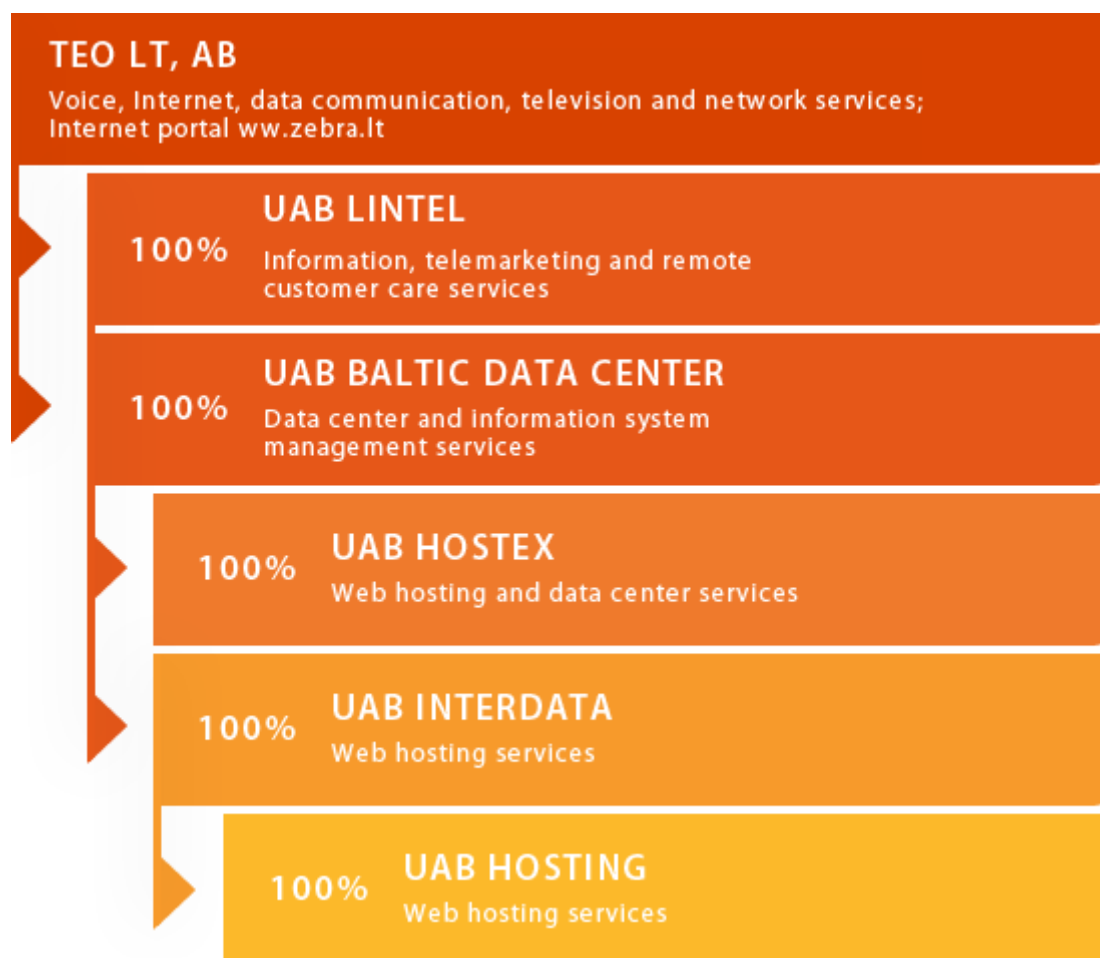 TEO LT, AB
Voice, Internet, data communication, television and network services;
Internet portal ww.zebra.lt
UAB LINTEL
100%
Information, telemarketing and remote
customer care services
UAB BALTIC DATA CENTER
100%
Data center and information system
management services
UAB HOSTEX
100%
Web hosting and data center services
UAB INTERDATA
100%
Web hosting services
UAB HOSTING
100%
Web hosting services